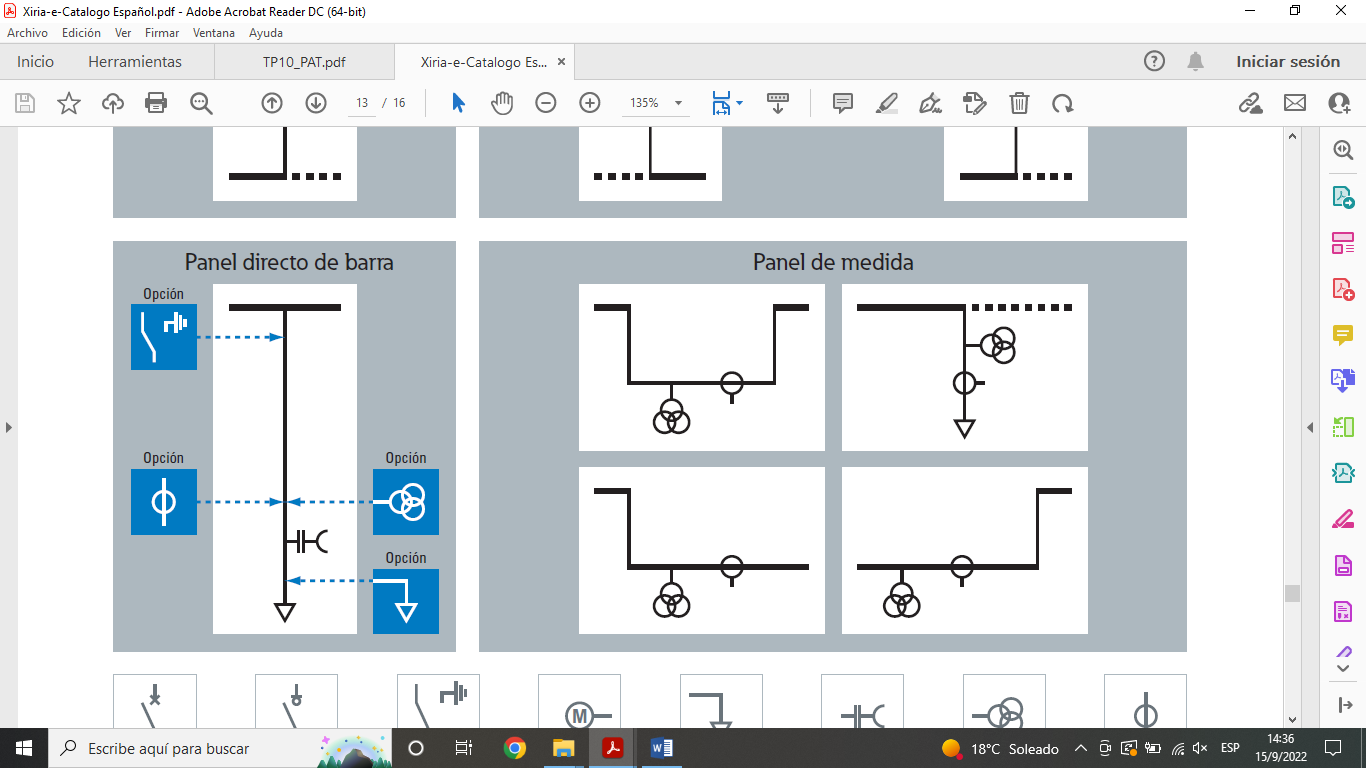 Xiria-e-Catalogo Español.pdf - Adobe Acrobat Reader DC (64-bit)
Archivo Edición Ver Firmar Ventana Ayuda
Inicio Herramientas TP10_PAT.pdf Xiria-e-Catalogo Es... Iniciar sesión
13 / 16 135%
Panel directo de barra
Opción
Opción
Opción
Opción
Panel de medida
M
Escribe aquí para buscar
18°C Soleado ESP 14:36
15/9/2022